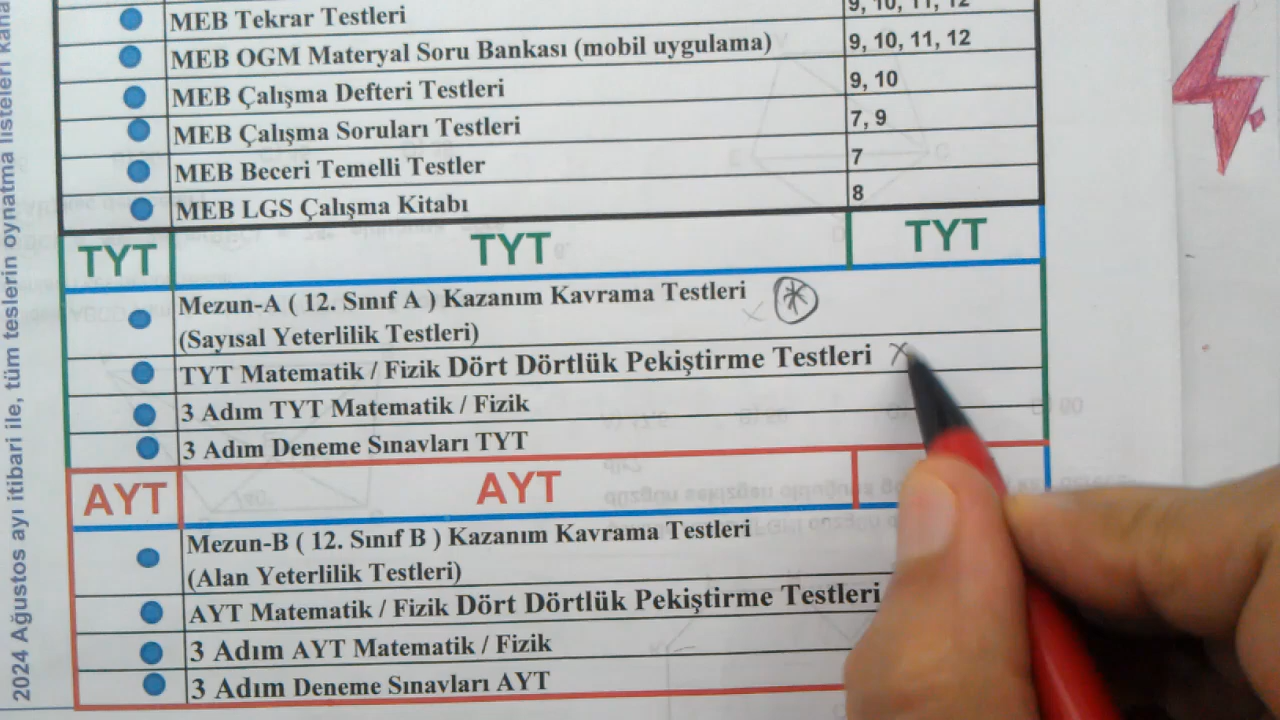 MEB Tekrar Testleri 9, 10, 11, 12
MEB OGM Materyal Soru Bankası (mobil uygulama) 9, 10, 11, 12
MEB Çalışma Defteri Testleri 9, 10
MEB Çalışma Soruları Testleri 7, 9
MEB Beceri Temelli Testler 7
MEB LGS Çalışma Kitabı 8
TYT TYT TYT
Mezun-A ( 12. Sınıf A ) Kazanım Kavrama Testleri
(Sayısal Yeterlilik Testleri)
TYT Matematik / Fizik Dört Dörtlük Pekiştirme Testleri
3 Adım TYT Matematik / Fizik
3 Adım Deneme Sınavları TYT
AYT AYT
Mezun-B ( 12. Sınıf B ) Kazanım Kavrama Testleri
(Alan Yeterlilik Testleri)
AYT Matematik / Fizik Dört Dörtlük Pekiştirme Testleri
3 Adım AYT Matematik / Fizik
3 Adım Deneme Sınavları AYT
2024 Ağustos ayı itibari ile, tüm teslerin oynatma listeleri kana